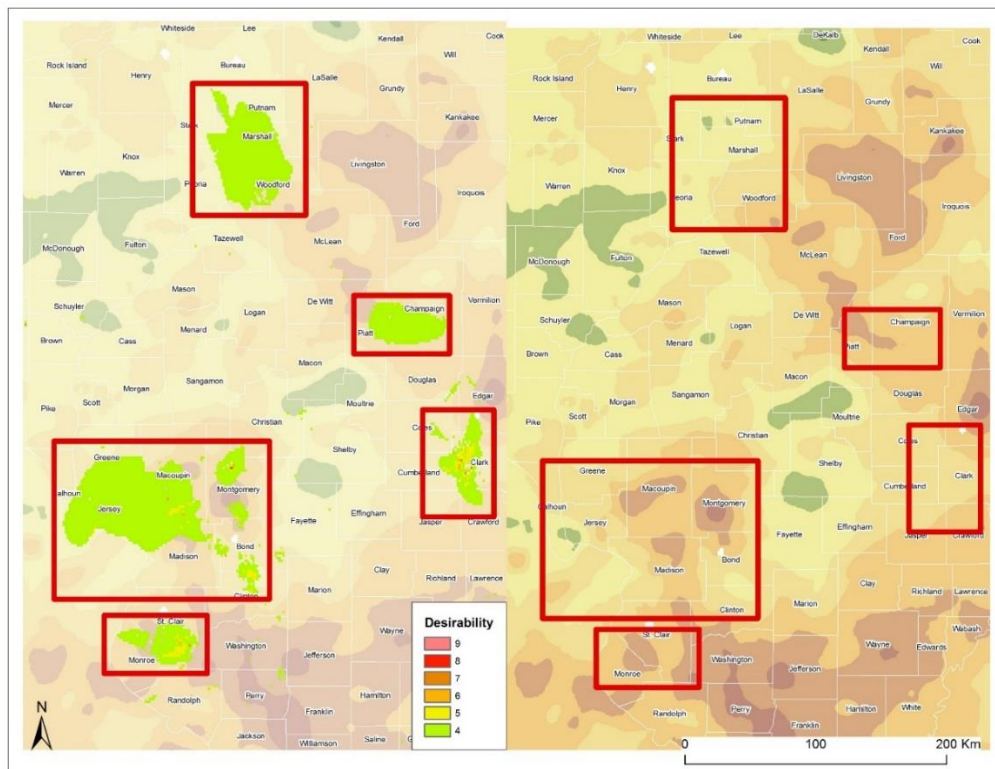 Whiteside
Lee
Kendall
Cook
Will
Rock Island
Henry
Bureau
LaSalle
Grundy
Mercer
Putnam
Kankakee
Marshall
Knox
Livingston
Warren
Woodford
Iroquois
Ford
McDonough
Fulton
Tazewell
McLean
Mason
De Witt
Champaign
Vermilion
Schuyler
Logan
Piatt
Brown
Cass
Menard
Macon
Douglas
Morgan
Sangamon
Edgar
Pike
Scott
Moultrie
Christian
Coles
Greene
Shelby
Macoupin
Cumberland
Clark
Montgomery
Jersey
Fayette
Effingham
Jasper
Crawford
Bond
Madison
Clay
Richland
Lawrence
Clinton
Marion
St. Clair
Wayne
Monroe
Washington
Jefferson
Randolph
Perry
Hamilton
Franklin
Jackson
Williamson
Saline
N
Desirability
9
8
7
6
5
4
DeKalb
Whiteside
Lee
Kendall
Cook
Will
Rock Island
Henry
Bureau
LaSalle
Grundy
Mercer
Putnam
Stark
Kankakee
Marshall
Knox
Livingston
Warren
Woodford
Iroquois
Ford
McDonough
Fulton
Tazewell
McLean
Mason
De Witt
Champaign
Vermilion
Schuyler
Logan
Piatt
Brown
Cass
Menard
Macon
Douglas
Morgan
Sangamon
Edgar
Pike
Scott
Moultrie
Christian
Coles
Greene
Shelby
Macoupin
Cumberland
Clark
Montgomery
Jersey
Fayette
Effingham
Jasper
Crawford
Bond
Madison
Clay
Richland
Lawrence
Clinton
Marion
St. Clair
Wayne
Wabash
Edwards
Monroe
Washington
Jefferson
Randolph
Perry
Hamilton
White
Franklin
0 100 200 Km